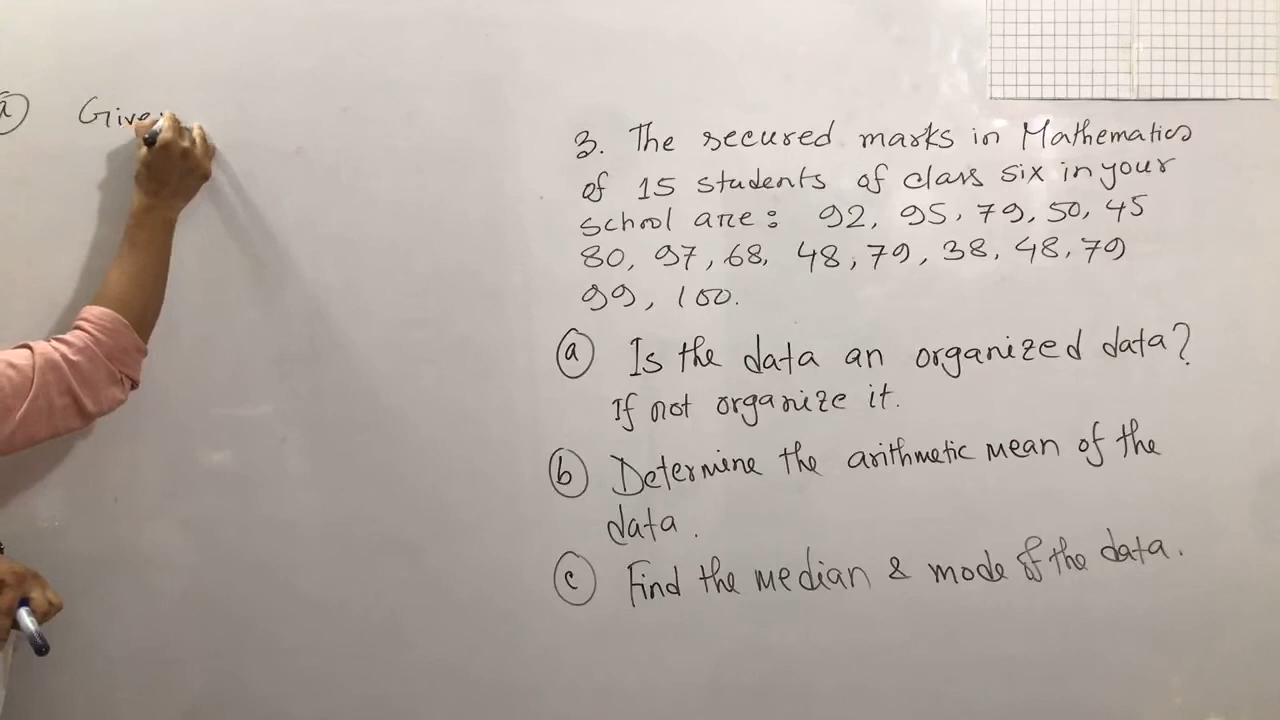 a Give
3. The secured marks in Mathematics
of 15 students of class six in your
school are: 92, 95, 79, 50, 45
80, 97, 68, 48, 79, 38, 48, 79
99, 100.
a Is the data an organized data?
If not organize it.
b Determine the arithmetic mean of the
data.
c Find the median & mode of the data.